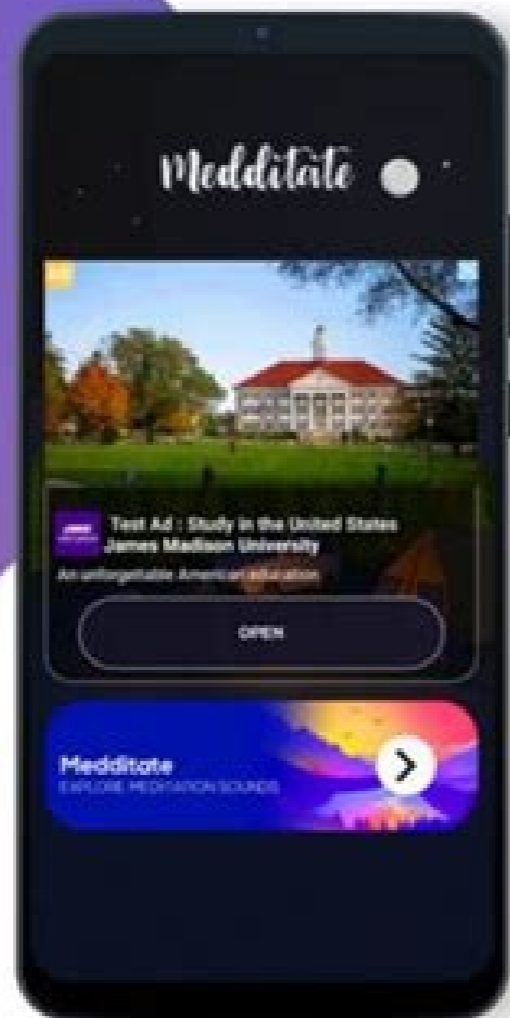 Medditate
Test Ad : Study in the United States
James Madison University
An unforgettable American education
OPEN
Medditate
EXPLORE MEDITATION SOUNDS